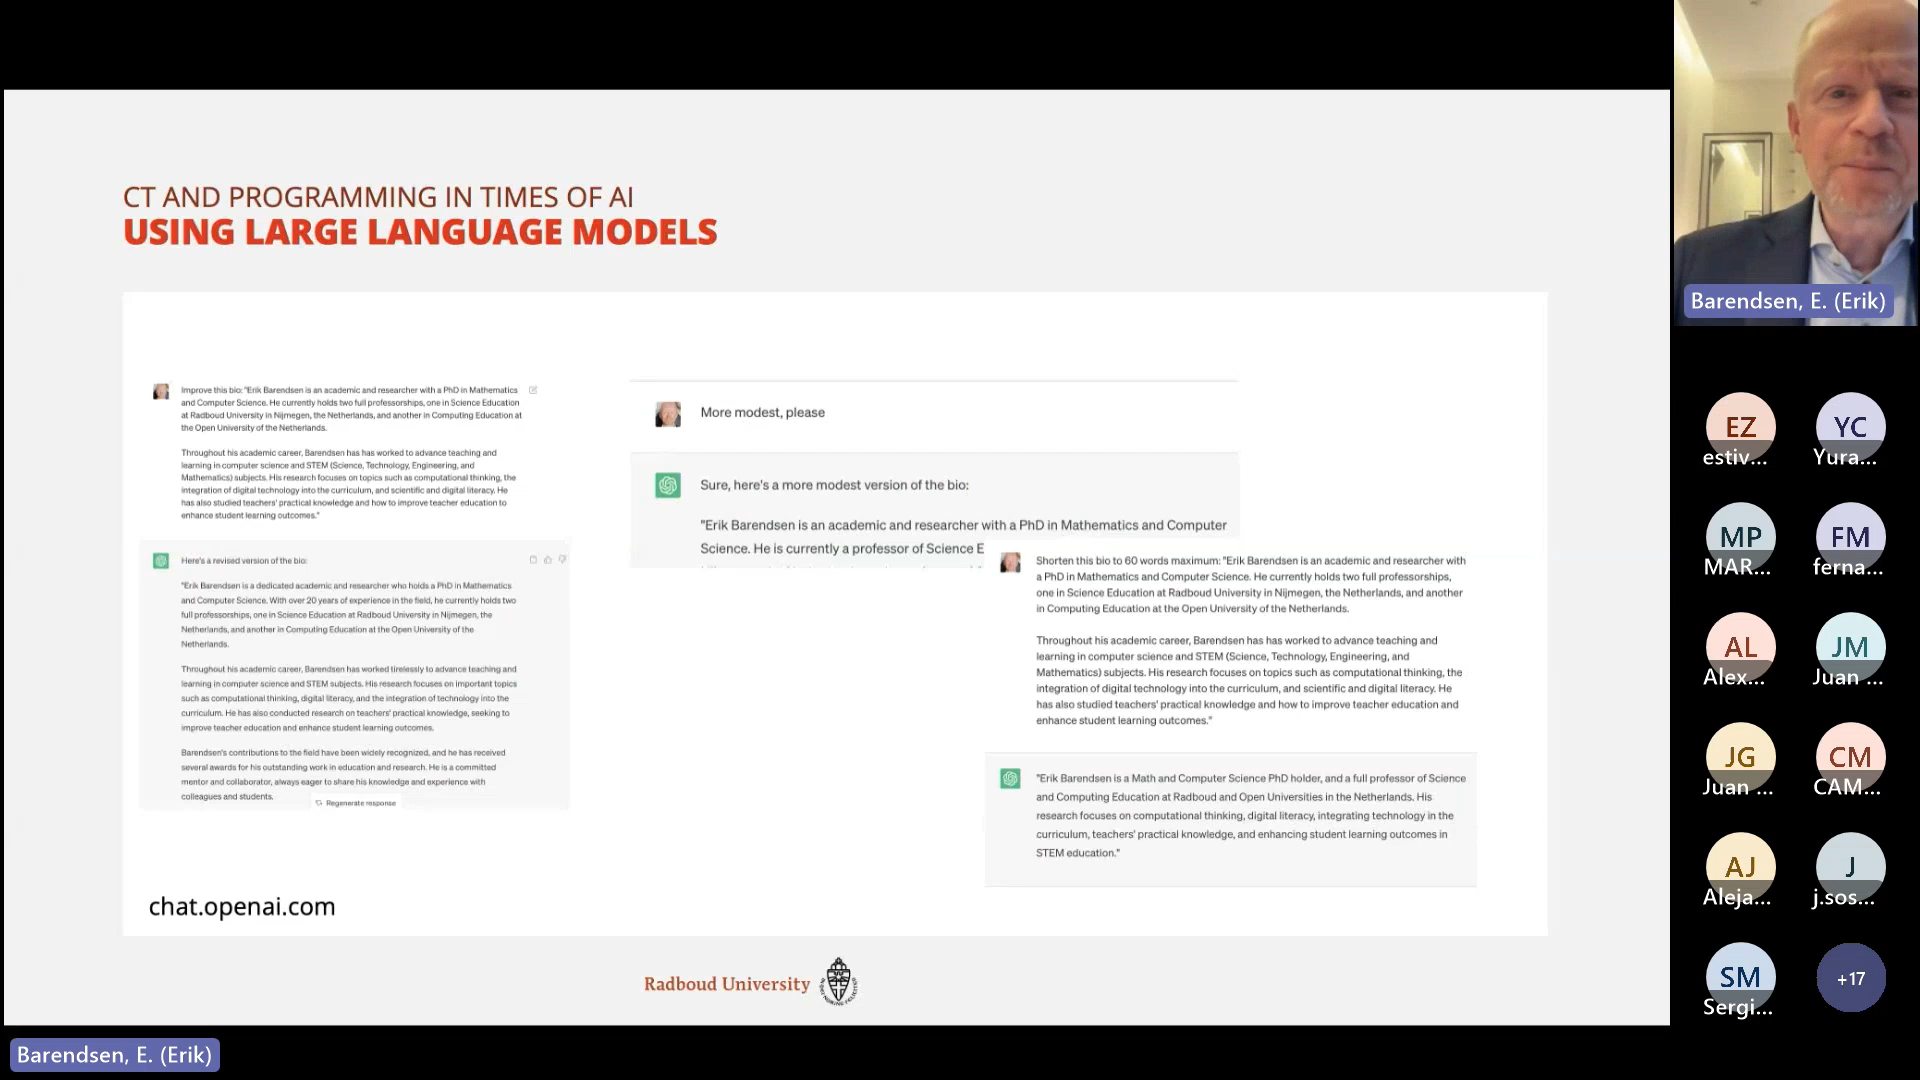 CT AND PROGRAMMING IN TIMES OF AI
USING LARGE LANGUAGE MODELS
Improve this bio: "Erik Barendsen is an academic and researcher with a PhD in Mathematics
and Computer Science. He currently holds two full professorships, one in Science Education
at Radboud University in Nijmegen, the Netherlands, and another in Computing Education at
the Open University of the Netherlands.
Throughout his academic career, Barendsen has has worked to advance teaching and
learning in computer science and STEM (Science, Technology, Engineering, and
Mathematics) subjects. His research focuses on topics such as computational thinking, the
integration of digital technology into the curriculum, and scientific and digital literacy. He
has also studied teachers' practical knowledge and how to improve teacher education to
enhance student learning outcomes."
Here's a revised version of the bio:
"Erik Barendsen is a dedicated academic and researcher who holds a PhD in Mathematics
and Computer Science. With over 20 years of experience in the field, he currently holds two
full professorships, one in Science Education at Radboud University in Nijmegen, the
Netherlands, and another in Computing Education at the Open University of the
Netherlands.
Throughout his academic career, Barendsen has worked tirelessly to advance teaching and
learning in computer science and STEM subjects. His research focuses on important topics
such as computational thinking, digital literacy, and the integration of technology into the
curriculum. He has also conducted research on teachers' practical knowledge, seeking to
improve teacher education and enhance student learning outcomes.
Barendsen's contributions to the field have been widely recognized, and he has received
several awards for his outstanding work in education and research. He is a committed
mentor and collaborator, always eager to share his knowledge and experience with
colleagues and students.
Regenerate response
More modest, please
Sure, here's a more modest version of the bio:
"Erik Barendsen is an academic and researcher with a PhD in Mathematics and Computer
Science. He is currently a professor of Science E
Shorten this bio to 60 words maximum: "Erik Barendsen is an academic and researcher with
a PhD in Mathematics and Computer Science. He currently holds two full professorships,
one in Science Education at Radboud University in Nijmegen, the Netherlands, and another
in Computing Education at the Open University of the Netherlands.
Throughout his academic career, Barendsen has has worked to advance teaching and
learning in computer science and STEM (Science, Technology, Engineering, and
Mathematics) subjects. His research focuses on topics such as computational thinking, the
integration of digital technology into the curriculum, and scientific and digital literacy. He
has also studied teachers' practical knowledge and how to improve teacher education and
enhance student learning outcomes."
"Erik Barendsen is a Math and Computer Science PhD holder, and a full professor of Science
and Computing Education at Radboud and Open Universities in the Netherlands. His
research focuses on computational thinking, digital literacy, integrating technology in the
curriculum, teachers' practical knowledge, and enhancing student learning outcomes in
STEM education."
chat.openai.com
Radboud University
Barendsen, E. (Erik)
Barendsen, E. (Erik)
EZ
estiv...
YC
Yura...
MP
MAR...
FM
ferna...
AL
Alex...
JM
Juan ...
JG
Juan ...
CM
CAM...
AJ
Aleja...
J
j.sos...
SM
Sergi...
+17